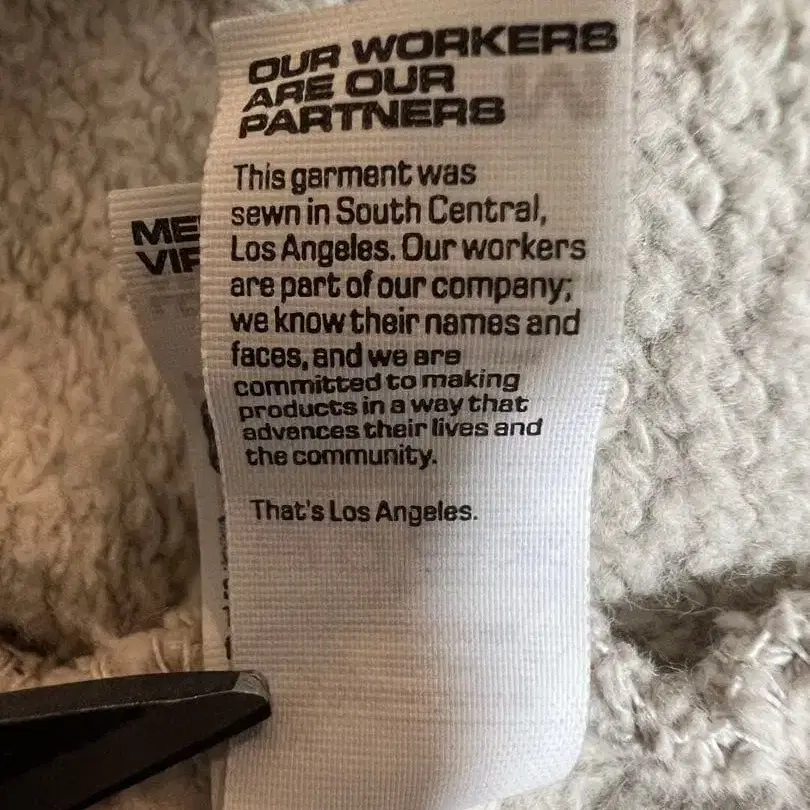 OUR WORKERS
ARE OUR
PARTNERS
This garment was
sewn in South Central,
Los Angeles. Our workers
are part of our company;
we know their names and
faces, and we are
committed to making
products in a way that
advances their lives and
the community.
That's Los Angeles.